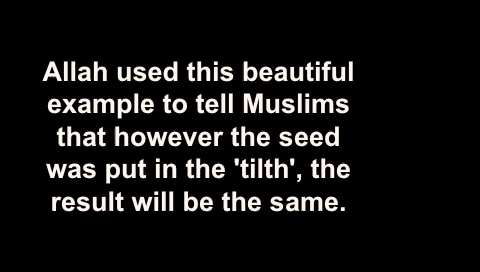 Allah used this beautiful
example to tell Muslims
that however the seed
was put in the 'tilth', the
result will be the same.